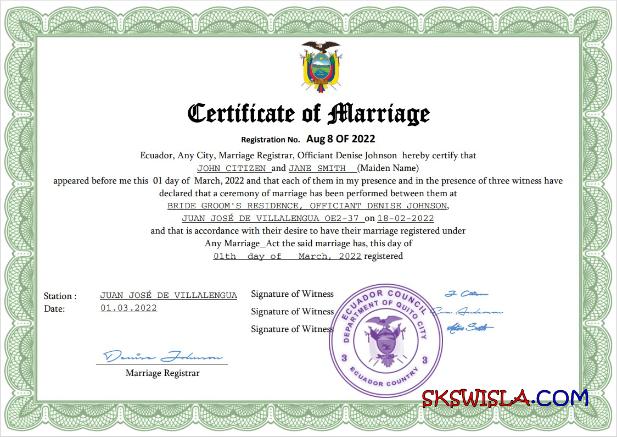 Certificate of Marriage
Registration No. Aug 8 OF 2022
Ecuador, Any City, Marriage Registrar, Officiant Denise Johnson hereby certify that
JOHN CITIZEN and JANE SMITH (Maiden Name)
appeared before me this 01 day of March, 2022 and that each of them in my presence and in the presence of three witness have
declared that a ceremony of marriage has been performed between them at
BRIDE GROOM'S RESIDENCE, OFFICIANT DENISE JOHNSON,
JUAN JOSÉ DE VILLALENGUA OE2-37 on 18-02-2022
and that is accordance with their desire to have their marriage registered under
Any Marriage_Act the said marriage has, this day of
01th day of March, 2022 registered
Station : JUAN JOSÉ DE VILLALENGUA
Date: 01.03.2022
Signature of Witness
Signature of Witness
Signature of Witness
Denise Johnson
Marriage Registrar
ECUADOR COUNCIL
DEPARTMENT OF QUITO CITY
3 3
ECUADOR COUNTRY
SKSWISLA.COM